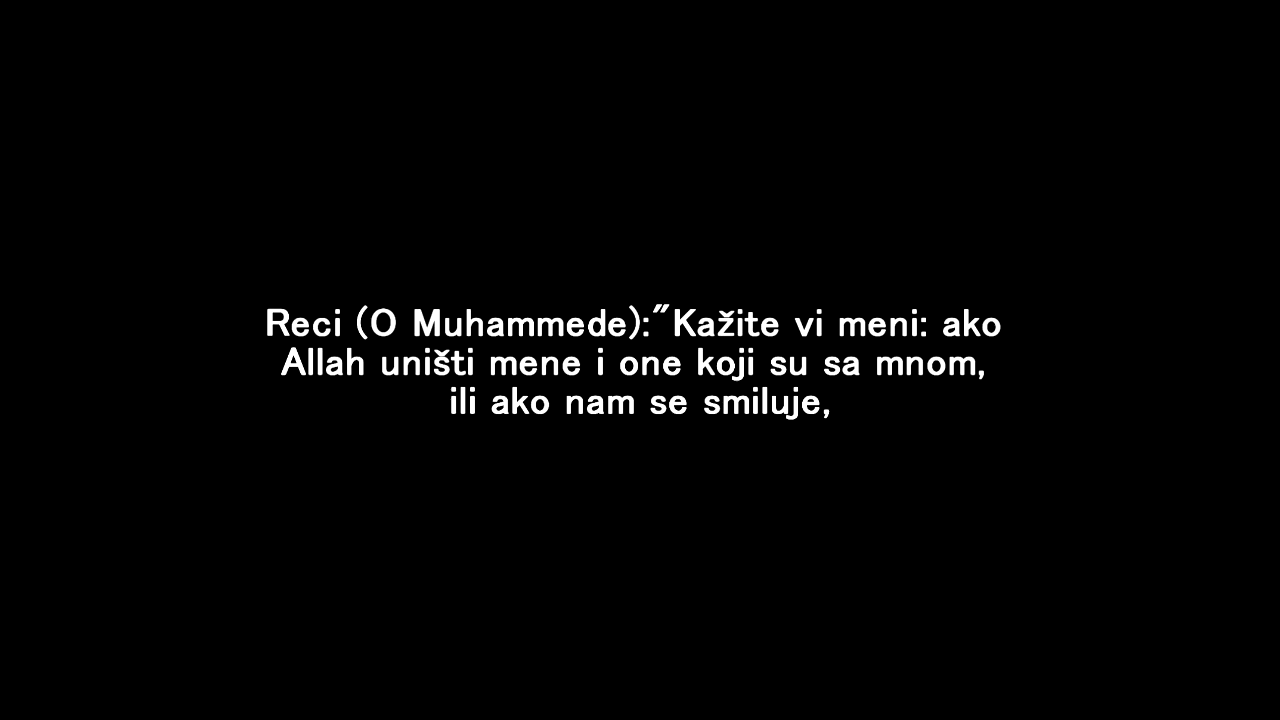 Reci (O Muhammede):"Kažite vi meni: ako
Allah uništi mene i one koji su sa mnom,
ili ako nam se smiluje,